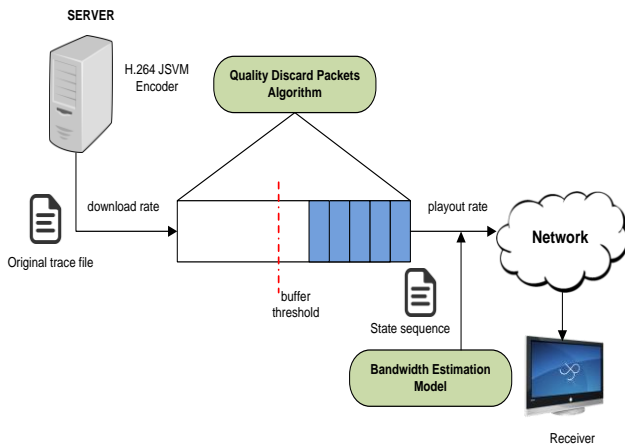 SERVER
H.264 JSVM
Encoder
Quality Discard Packets
Algorithm
download rate
playout rate
Original trace file
Network
buffer
threshold
State sequence
Bandwidth Estimation
Model
Receiver